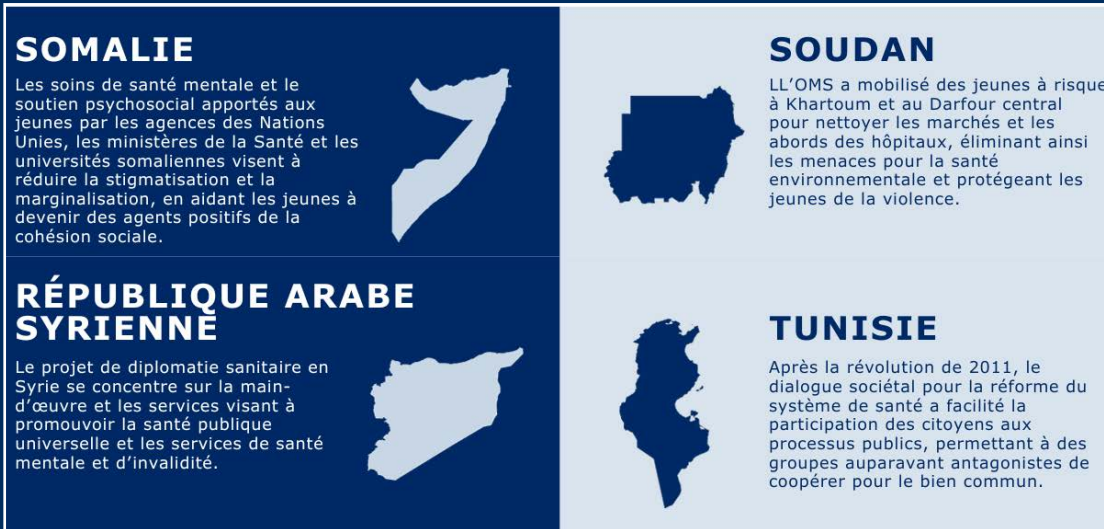 SOMALIE
Les soins de santé mentale et le
soutien psychosocial apportés aux
jeunes par les agences des Nations
Unies, les ministères de la Santé et les
universités somaliennes visent à
réduire la stigmatisation et la
marginalisation, en aidant les jeunes à
devenir des agents positifs de la
cohésion sociale.
SOUDAN
LL’OMS a mobilisé des jeunes à risque
à Khartoum et au Darfour central
pour nettoyer les marchés et les
abords des hôpitaux, éliminant ainsi
les menaces pour la santé
environnementale et protégeant les
jeunes de la violence.
RÉPUBLIQUE ARABE
SYRIENNE
Le projet de diplomatie sanitaire en
Syrie se concentre sur la main-
d’œuvre et les services visant à
promouvoir la santé publique
universelle et les services de santé
mentale et d’invalidité.
TUNISIE
Après la révolution de 2011, le
dialogue sociétal pour la réforme du
système de santé a facilité la
participation des citoyens aux
processus publics, permettant à des
groupes auparavant antagonistes de
coopérer pour le bien commun.